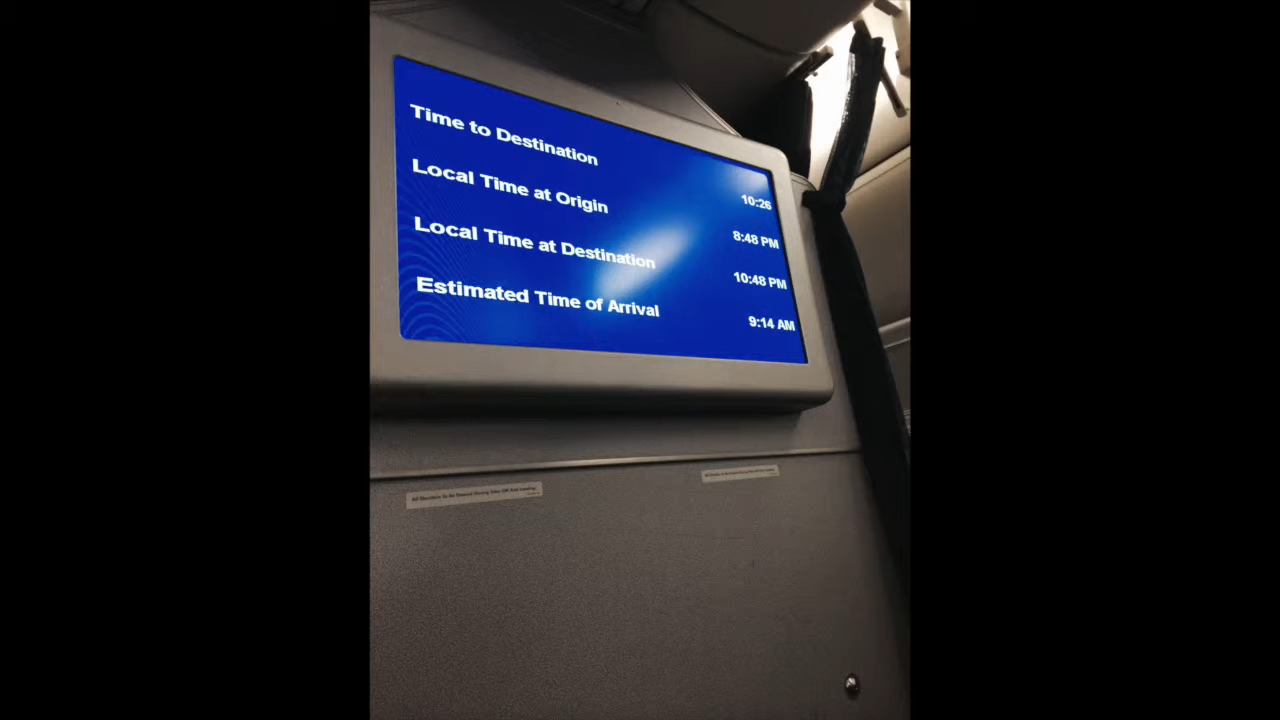 Time to Destination 10:26
Local Time at Origin 8:48 PM
Local Time at Destination 10:48 PM
Estimated Time of Arrival 9:14 AM